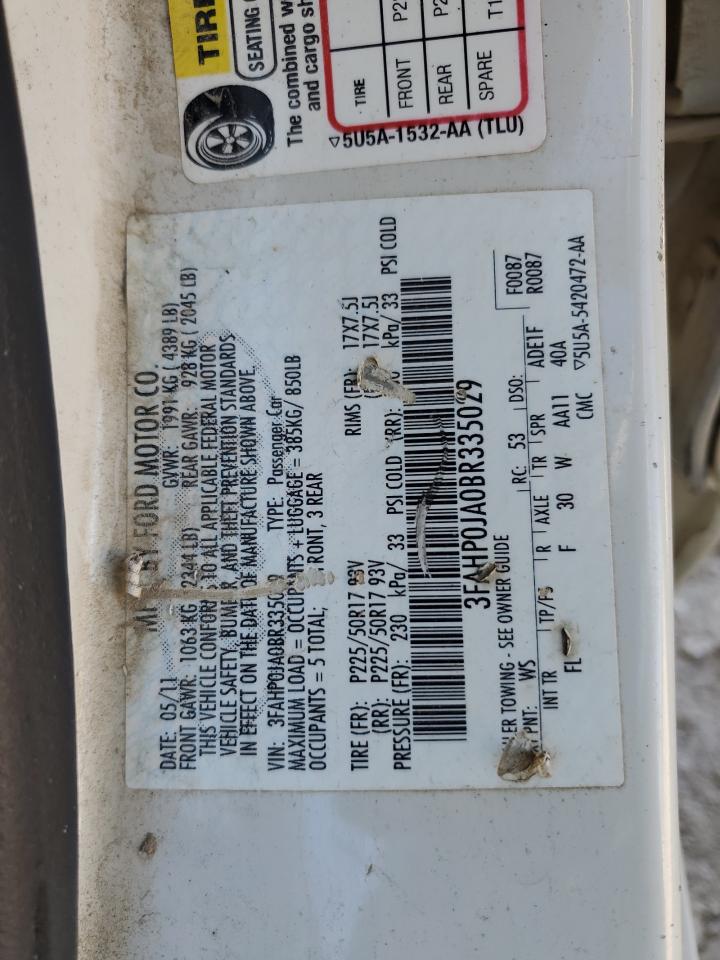 TIRE
SEATING
The combined
and cargo
TIRE
FRONT
REAR
SPARE T1
5U5A-1532-AA (TLU)
BY FORD MOTOR CO.
DATE: 05/11 GVWR: 1991 KG ( 4389 LB)
FRONT GAWR: 1063 KG 2244 LB) REAR GAWR: 928 KG ( 2045 LB)
THIS VEHICLE CONFORMS TO ALL APPLICABLE FEDERAL MOTOR
VEHICLE SAFETY, BUMPER, AND THEFT PREVENTION STANDARDS
IN EFFECT ON THE DATE OF MANUFACTURE SHOWN ABOVE.
VIN: 3FAHP0JA0BR335029 TYPE: Passenger Car
MAXIMUM LOAD = OCCUPANTS + LUGGAGE = 385KG/ 850LB
OCCUPANTS = 5 TOTAL; FRONT, 3 REAR
TIRE (FR): P225/50R17 93V RIMS (FR): 17X7.5J
(RR): P225/50R17 93V 17X7.5J
PRESSURE (FR): 230 kPa/ 33 PSI COLD (RR): kPa/ 33 PSI COLD
3FAHP0JA0BR335029
TOWING - SEE OWNER GUIDE
F0087
R0087
PNT: WS RC: 53 DSO:
INT TR TP/PS R AXLE TR SPR ADE1F
FL F 30 W AA11 40A
CMC 5U5A-5420472-AA